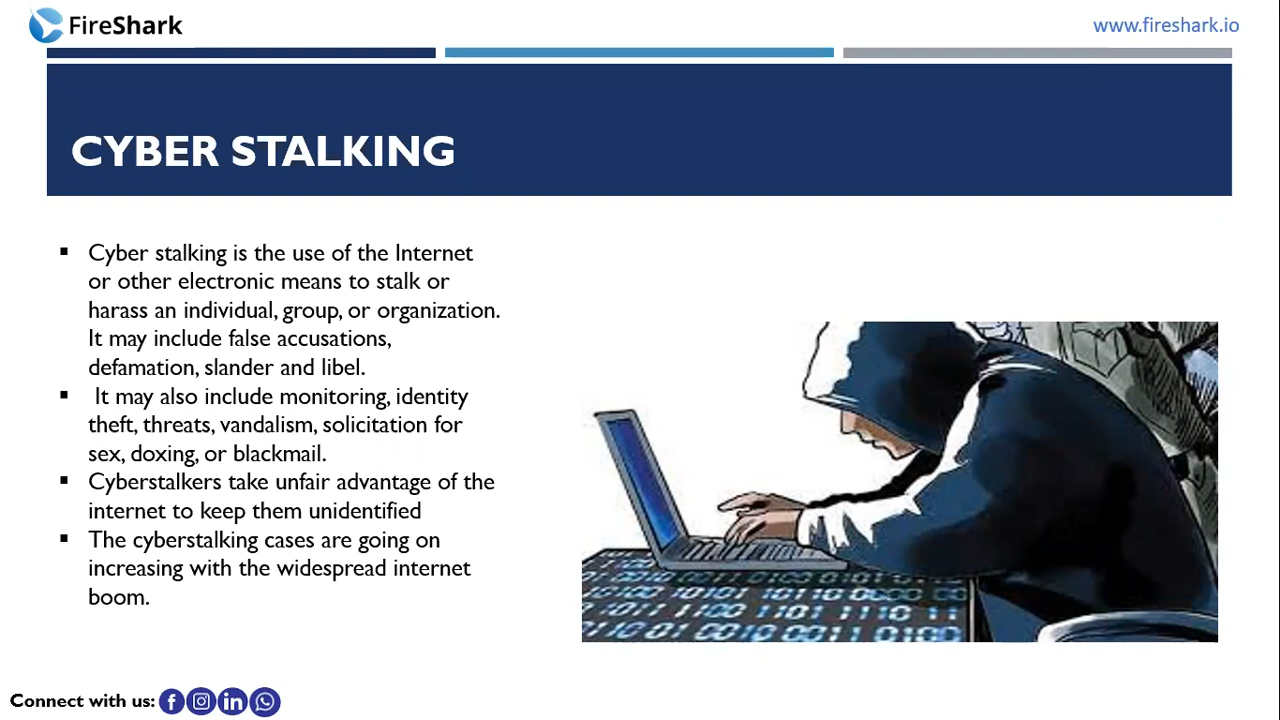 FireShark
www.fireshark.io
CYBER STALKING
▪ Cyber stalking is the use of the Internet
or other electronic means to stalk or
harass an individual, group, or organization.
It may include false accusations,
defamation, slander and libel.
▪ It may also include monitoring, identity
theft, threats, vandalism, solicitation for
sex, doxing, or blackmail.
▪ Cyberstalkers take unfair advantage of the
internet to keep them unidentified
▪ The cyberstalking cases are going on
increasing with the widespread internet
boom.
Connect with us: